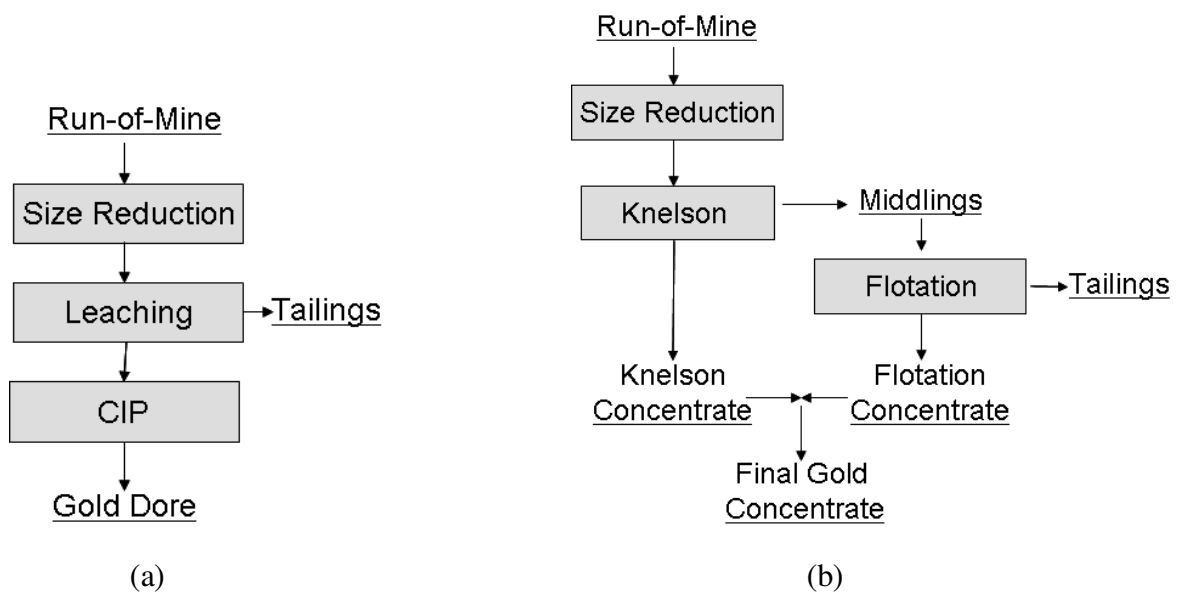 Run-of-Mine
Size Reduction
Leaching
Tailings
CIP
Gold Dore
(a)
Run-of-Mine
Size Reduction
Knelson
Middlings
Flotation
Tailings
Knelson
Concentrate
Flotation
Concentrate
Final Gold
Concentrate
(b)